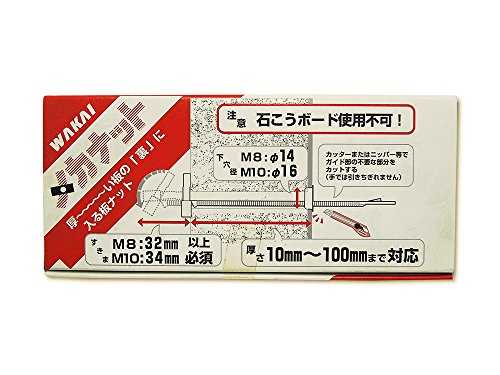 WAKAI
メカナット
厚〜〜〜〜い板の「裏」に
入る板ナット
注意
石こうボード使用不可！
下穴径
M8：φ14
M10：φ16
カッターまたはニッパー等で
ガイド部の不要な部分を
カットする
(手では引きちぎれません)
すきま
M8：32mm 以上
M10：34mm 必須
厚さ10mm〜100mmまで対応